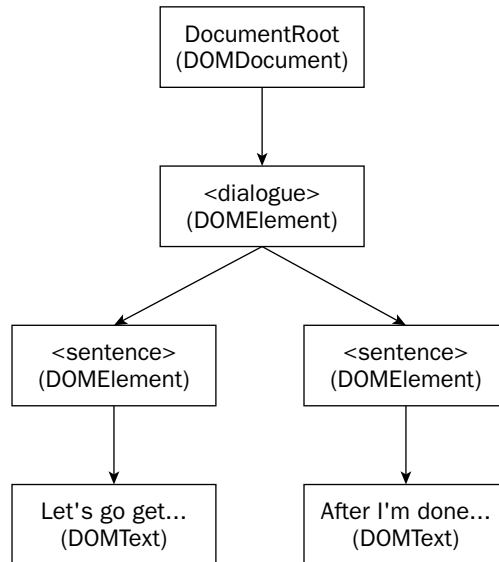 DocumentRoot
(DOMDocument)
<dialogue>
(DOMElement)
<sentence>
(DOMElement)
<sentence>
(DOMElement)
Let's go get...
(DOMText)
After I'm done...
(DOMText)